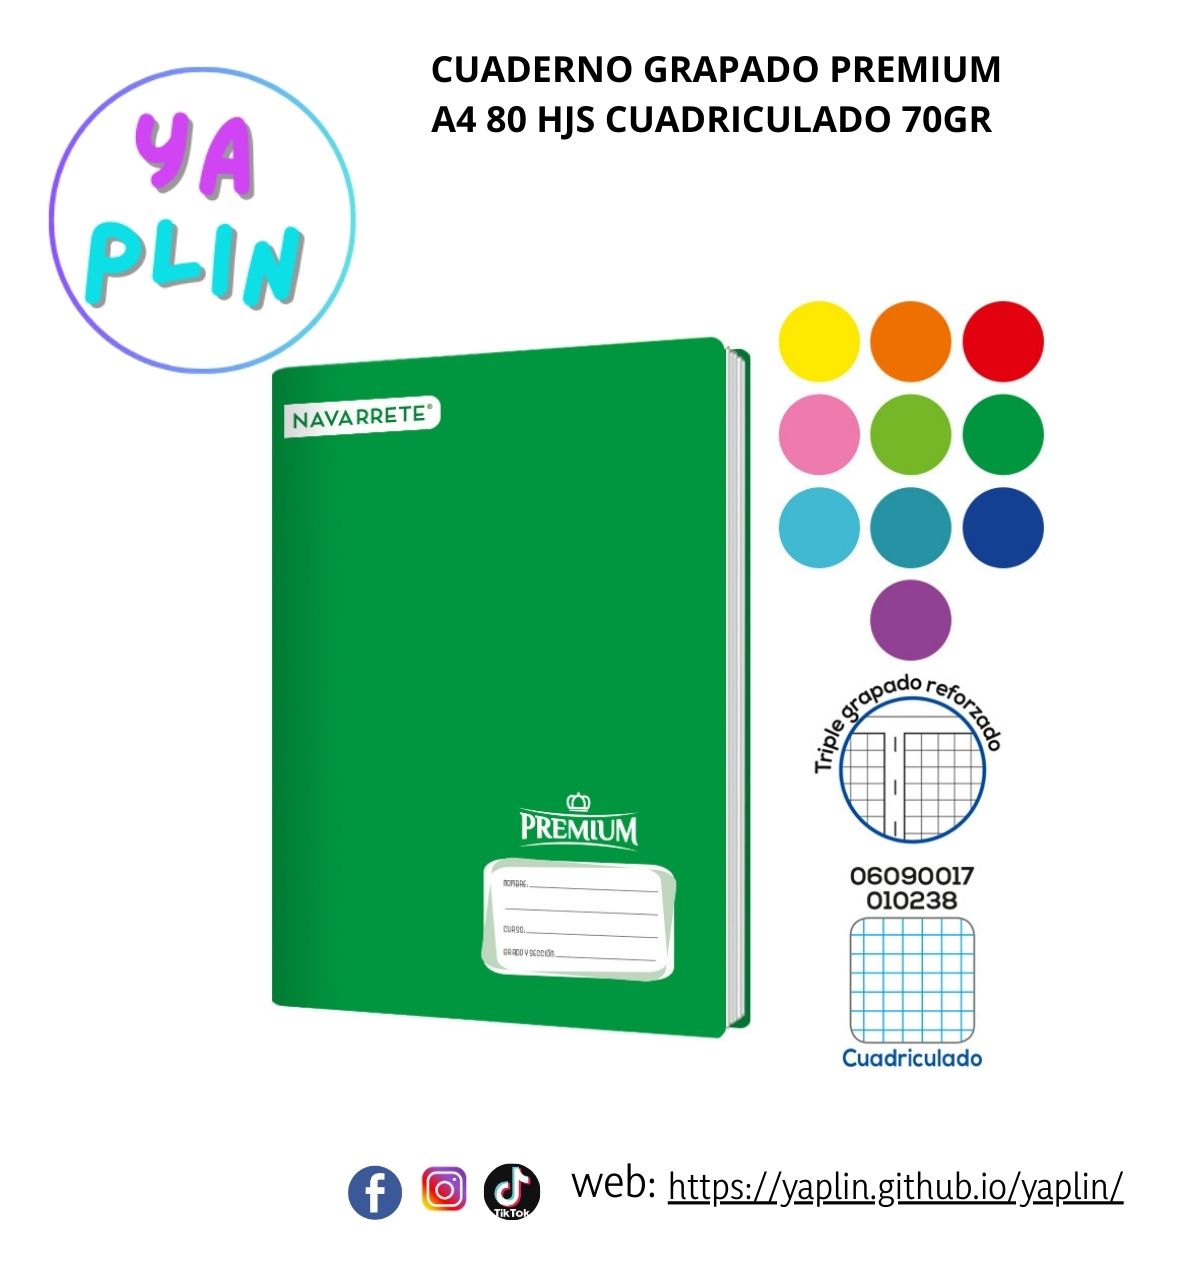 CUADERNO GRAPADO PREMIUM
A4 80 HJS CUADRICULADO 70GR
YA
PLIN
NAVARRETE®
PREMIUM
NOMBRE:
CURSO:
GRADO Y SECCIÓN:
Triple grapado reforzado
06090017
010238
Cuadriculado
TikTok
web: https://yaplin.github.io/yaplin/